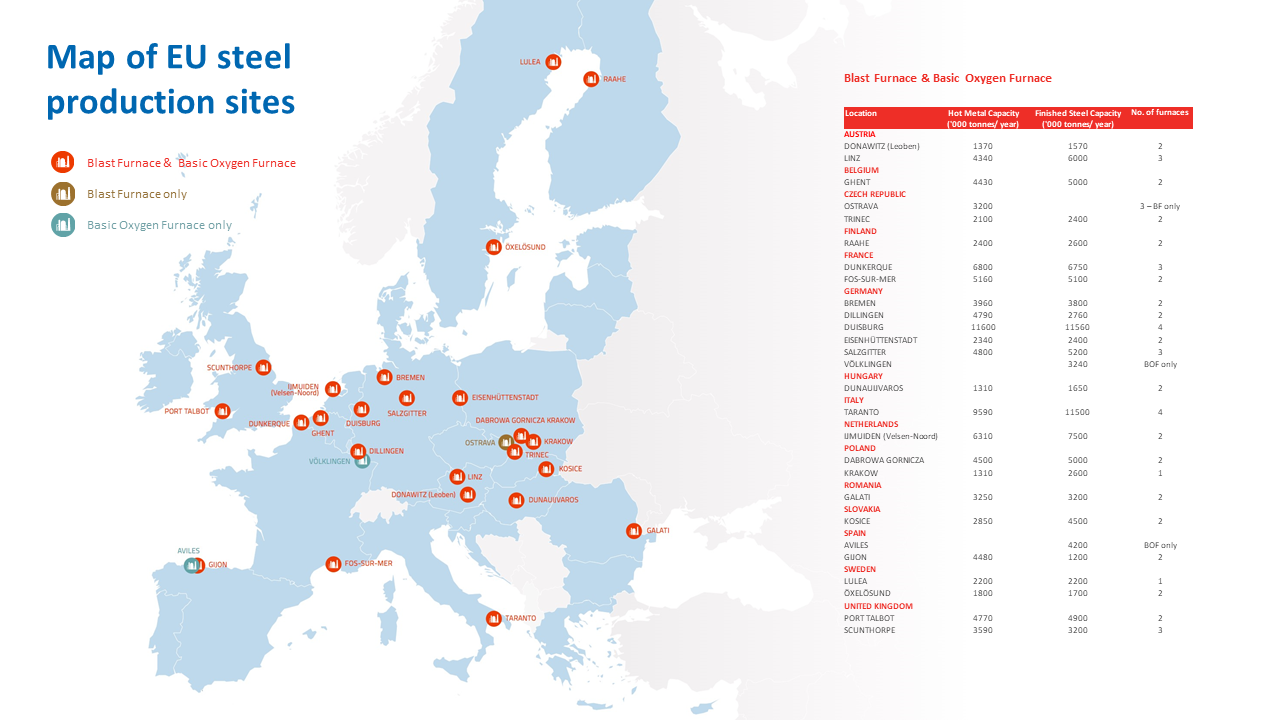 Map of EU steel
production sites
Blast Furnace & Basic Oxygen Furnace
Blast Furnace only
Basic Oxygen Furnace only
LULEA
RAAHE
ÖXELÖSUND
SCUNTHORPE
PORT TALBOT
IJMUIDEN
(Velsen-Noord)
BREMEN
SALZGITTER
EISENHÜTTENSTADT
DUNKERQUE
GHENT
DUISBURG
DABROWA GORNICZA KRAKOW
OSTRAVA
KRAKOW
TRINEC
DILLINGEN
VÖLKLINGEN
KOSICE
LINZ
DONAWITZ (Leoben)
DUNAUIJVAROS
GALATI
AVILES
GIJON
FOS-SUR-MER
TARANTO
Blast Furnace & Basic Oxygen Furnace
Location Hot Metal Capacity Finished Steel Capacity No. of furnaces
('000 tonnes/ year) ('000 tonnes/ year)
AUSTRIA
DONAWITZ (Leoben) 1370 1570 2
LINZ 4340 6000 3
BELGIUM
GHENT 4430 5000 2
CZECH REPUBLIC
OSTRAVA 3200 3 – BF only
TRINEC 2100 2400 2
FINLAND
RAAHE 2400 2600 2
FRANCE
DUNKERQUE 6800 6750 3
FOS-SUR-MER 5160 5100 2
GERMANY
BREMEN 3960 3800 2
DILLINGEN 4790 2760 2
DUISBURG 11600 11560 4
EISENHÜTTENSTADT 2340 2400 2
SALZGITTER 4800 5200 3
VÖLKLINGEN 3240 BOF only
HUNGARY
DUNAUIJVAROS 1310 1650 2
ITALY
TARANTO 9590 11500 4
NETHERLANDS
IJMUIDEN (Velsen-Noord) 6310 7500 2
POLAND
DABROWA GORNICZA 4500 5000 2
KRAKOW 1310 2600 1
ROMANIA
GALATI 3250 3200 2
SLOVAKIA
KOSICE 2850 4500 2
SPAIN
AVILES 4200 BOF only
GIJON 4480 1200 2
SWEDEN
LULEA 2200 2200 1
ÖXELÖSUND 1800 1700 2
UNITED KINGDOM
PORT TALBOT 4770 4900 2
SCUNTHORPE 3590 3200 3